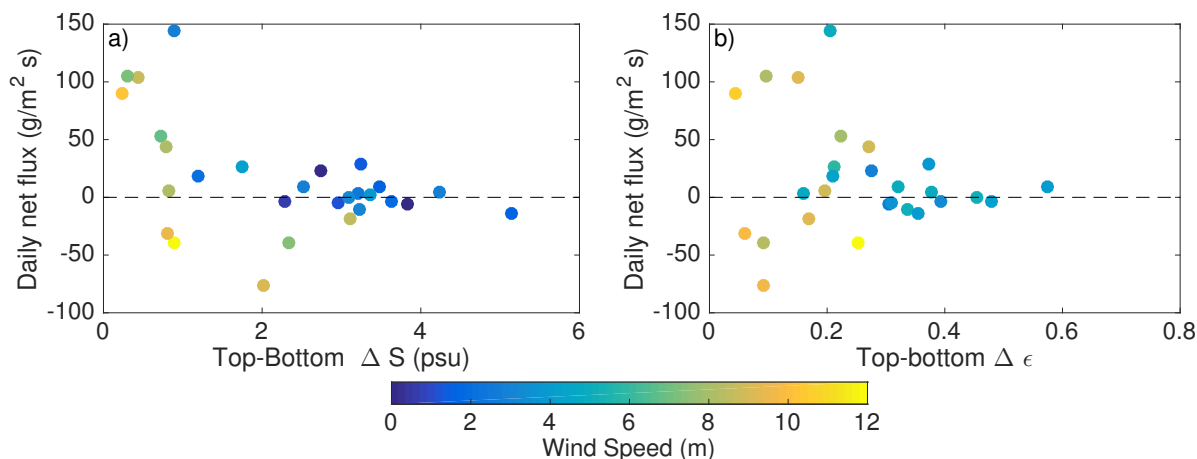 a)
150
100
50
0
-50
-100
Daily net flux (g/m² s)
0 2 4 6
Top-Bottom Δ S (psu)
b)
150
100
50
0
-50
-100
Daily net flux (g/m² s)
0 0.2 0.4 0.6 0.8
Top-bottom Δ ϵ
0 2 4 6 8 10 12
Wind Speed (m)